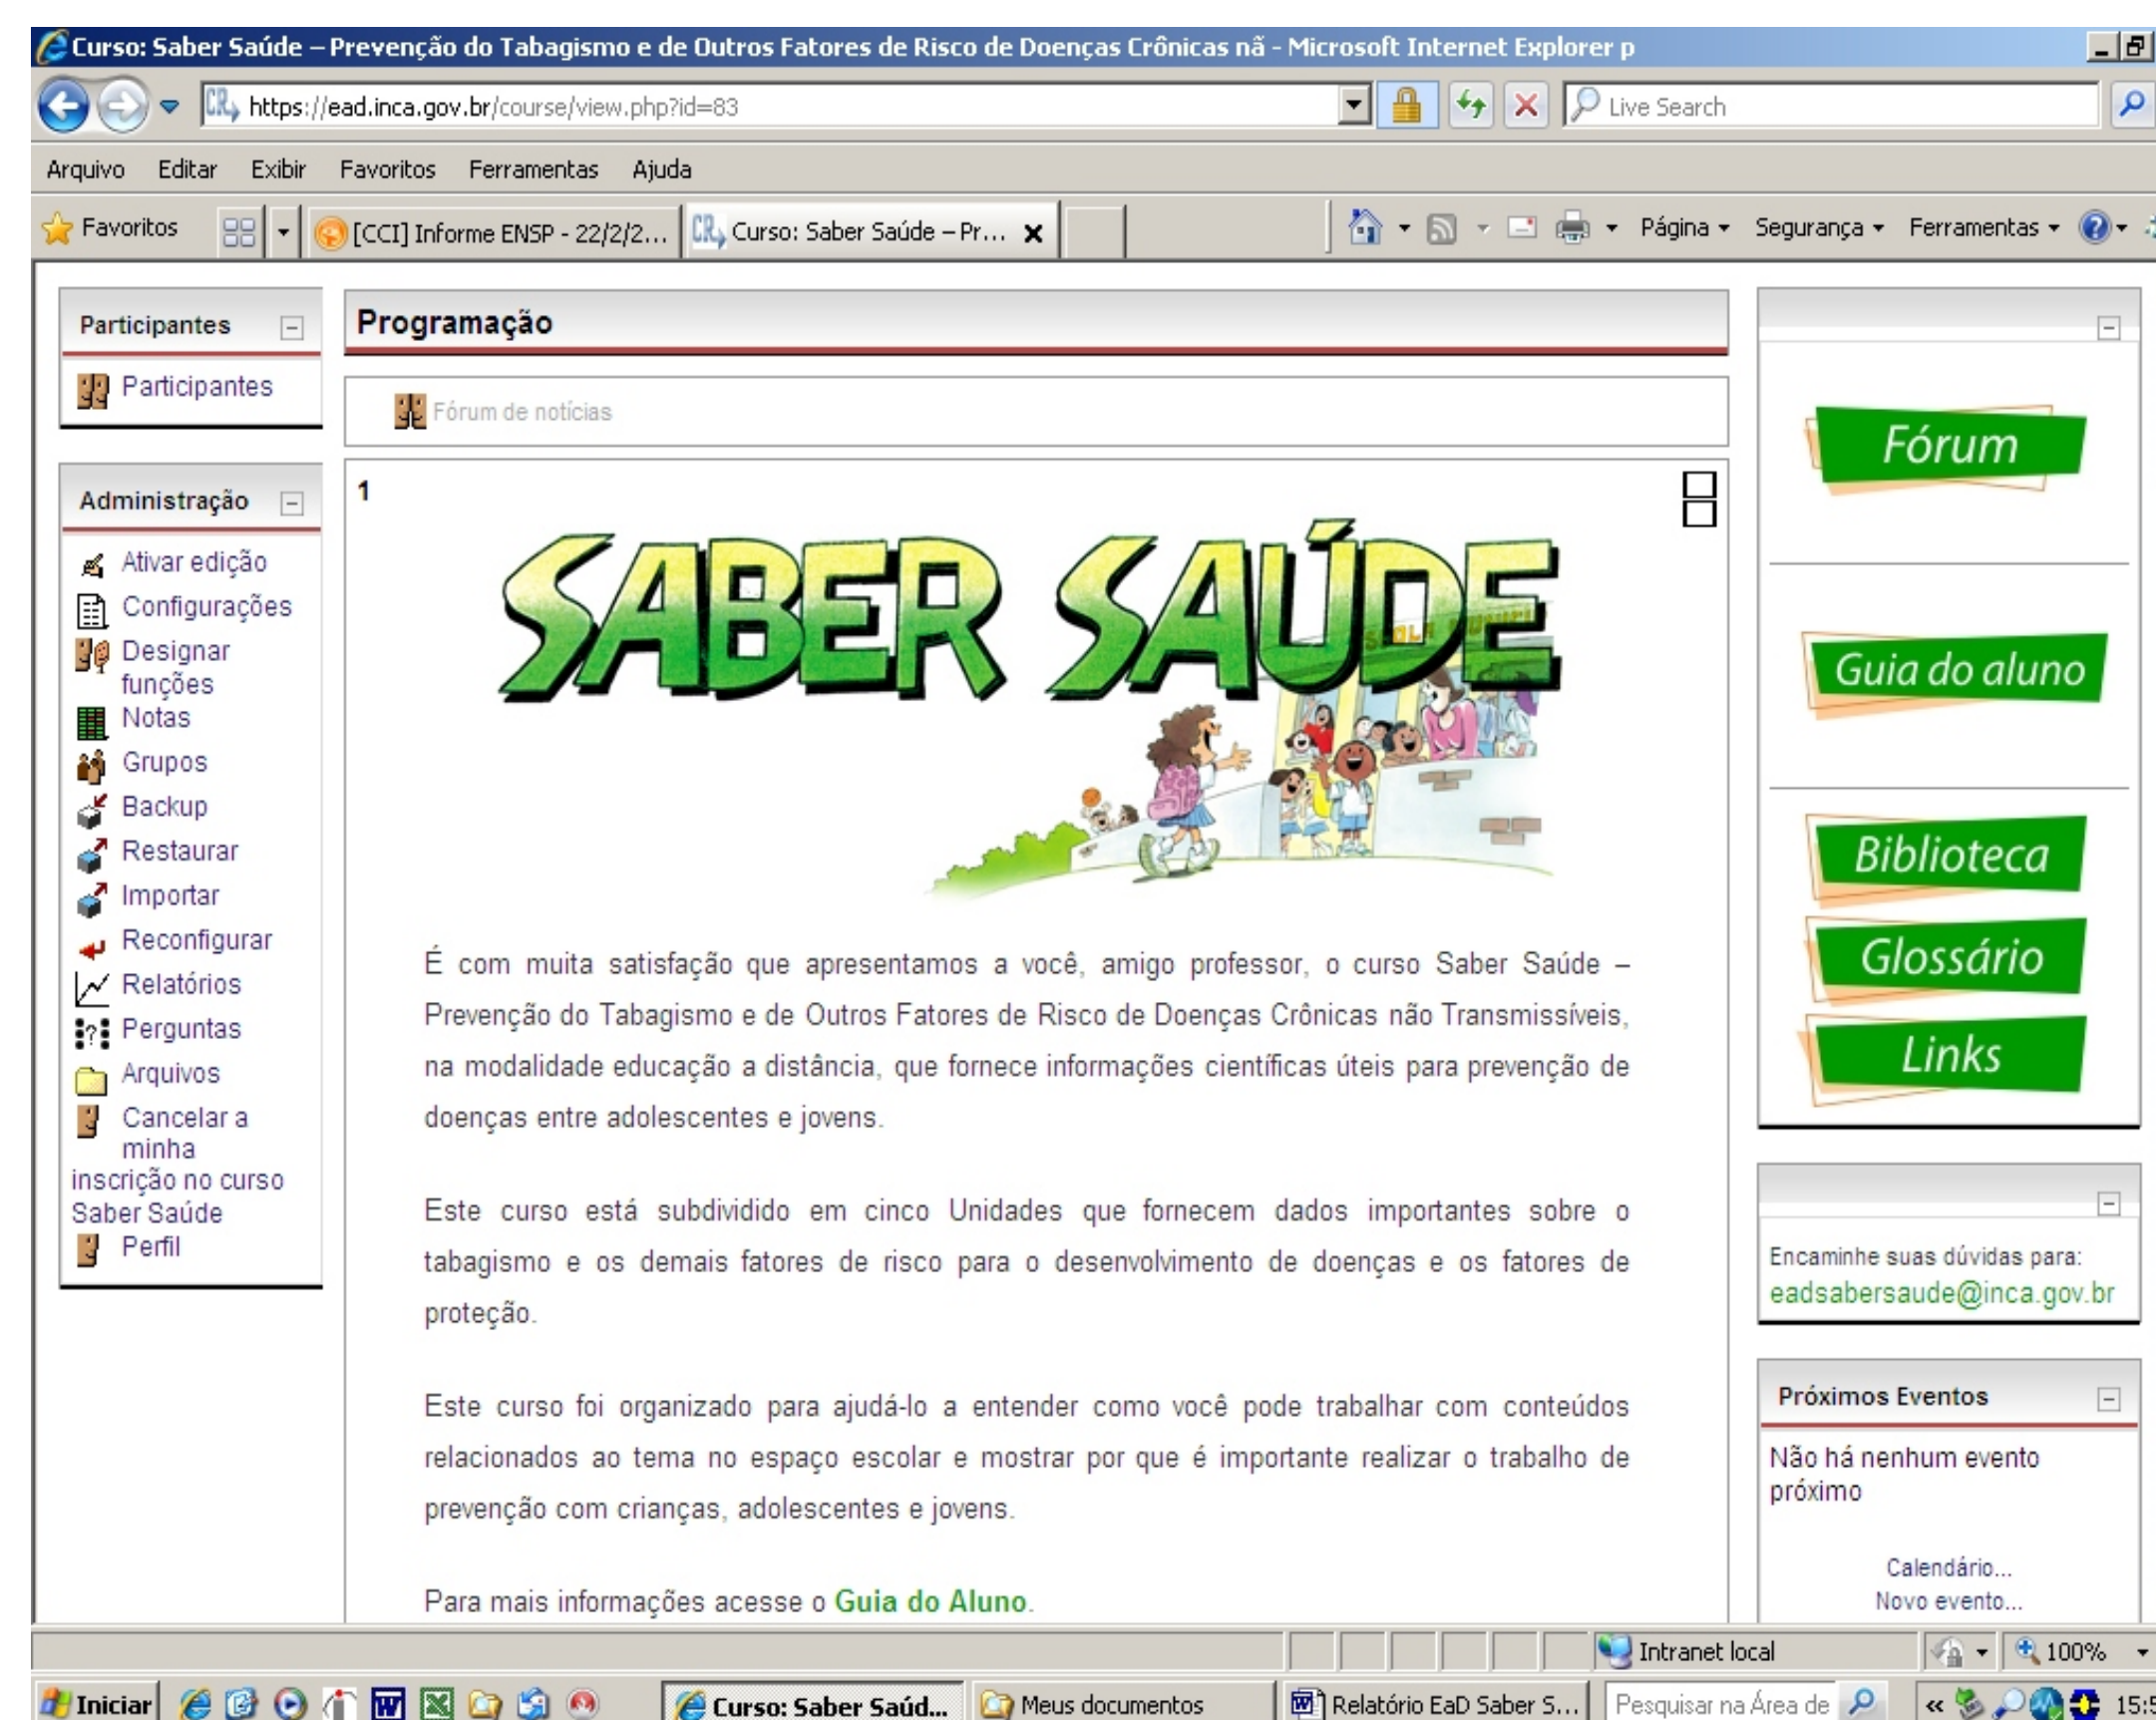 Curso: Saber Saúde – Prevenção do Tabagismo e de Outros Fatores de Risco de Doenças Crônicas nã - Microsoft Internet Explorer p
https://ead.inca.gov.br/course/view.php?id=83
Live Search
Arquivo Editar Exibir Favoritos Ferramentas Ajuda
Favoritos
[CCI] Informe ENSP - 22/2/2...
Curso: Saber Saúde – Pr...
Página Segurança Ferramentas
Participantes
Participantes
Administração
Ativar edição
Configurações
Designar
funções
Notas
Grupos
Backup
Restaurar
Importar
Reconfigurar
Relatórios
Perguntas
Arquivos
Cancelar a
minha
inscrição no curso
Saber Saúde
Perfil
Programação
Fórum de notícias
1
SABER SAÚDE
É com muita satisfação que apresentamos a você, amigo professor, o curso Saber Saúde –
Prevenção do Tabagismo e de Outros Fatores de Risco de Doenças Crônicas não Transmissíveis,
na modalidade educação a distância, que fornece informações científicas úteis para prevenção de
doenças entre adolescentes e jovens.
Este curso está subdividido em cinco Unidades que fornecem dados importantes sobre o
tabagismo e os demais fatores de risco para o desenvolvimento de doenças e os fatores de
proteção.
Este curso foi organizado para ajudá-lo a entender como você pode trabalhar com conteúdos
relacionados ao tema no espaço escolar e mostrar por que é importante realizar o trabalho de
prevenção com crianças, adolescentes e jovens.
Para mais informações acesse o Guia do Aluno.
Fórum
Guia do aluno
Biblioteca
Glossário
Links
Encaminhe suas dúvidas para:
eadsabersaude@inca.gov.br
Próximos Eventos
Não há nenhum evento
próximo
Calendário...
Novo evento...
Intranet local
100%
Iniciar
Curso: Saber Saúd...
Meus documentos
Relatório EaD Saber S...
Pesquisar na Área de
15:5